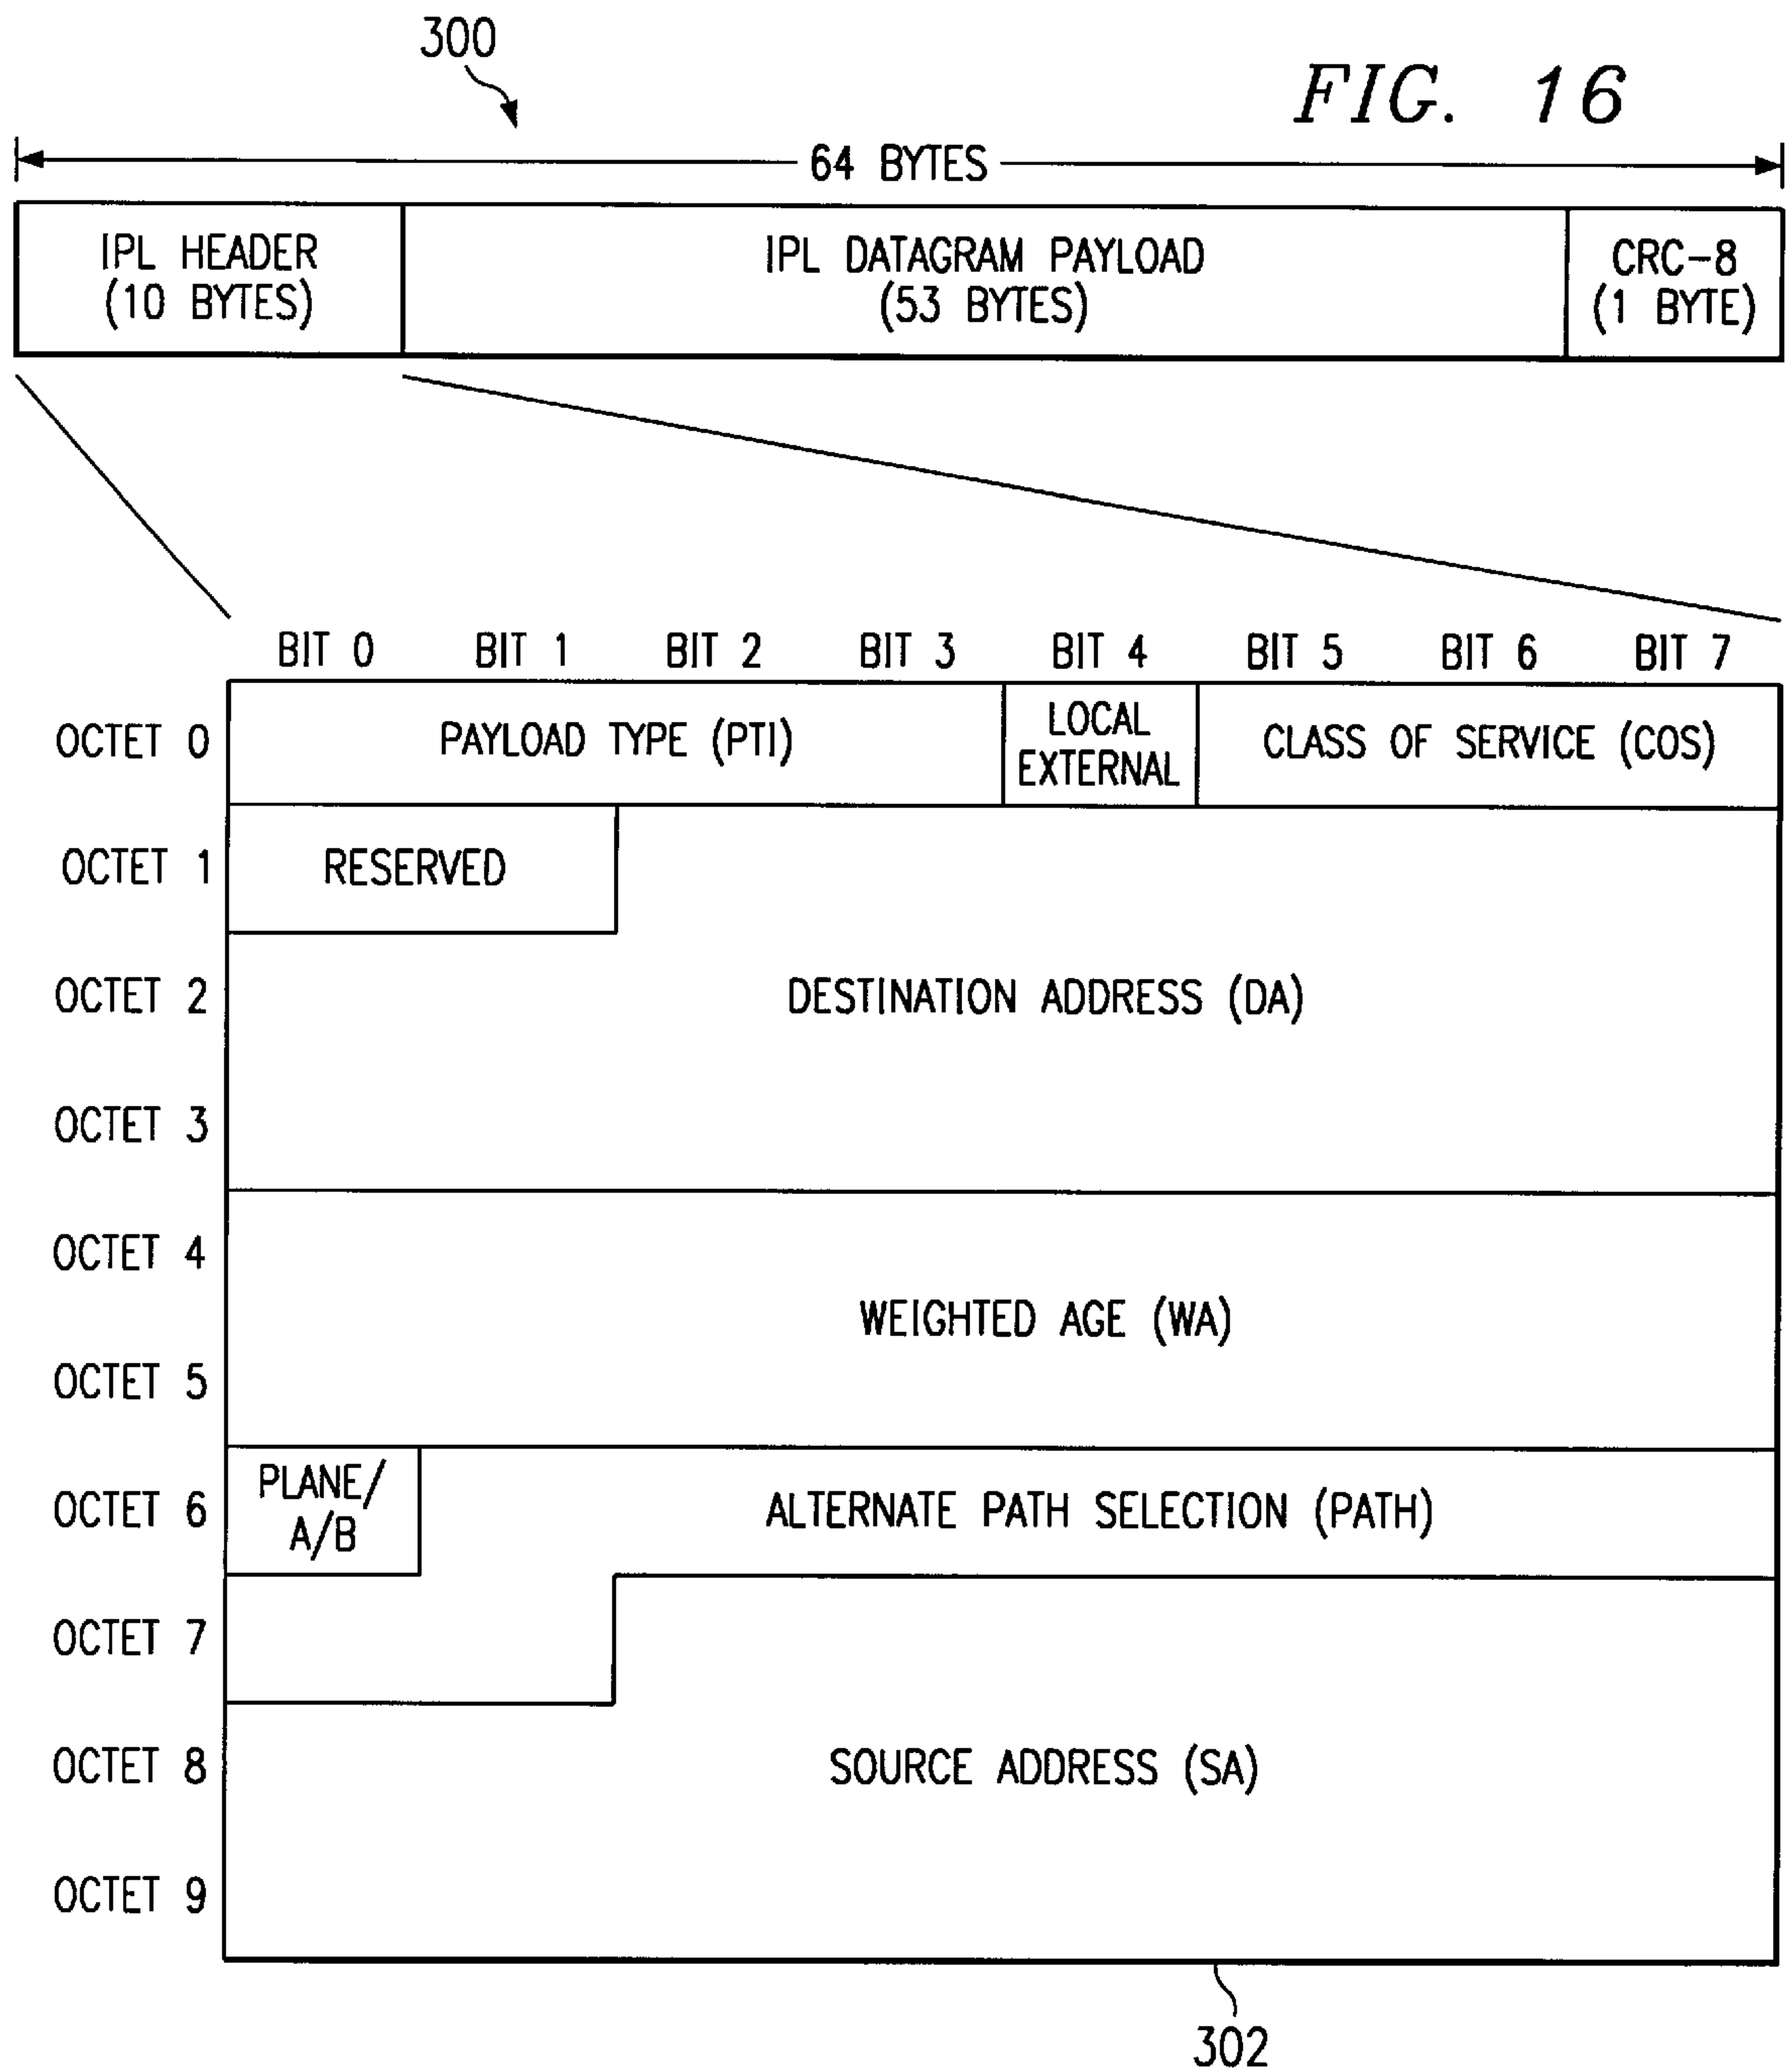 300
FIG. 16
64 BYTES
IPL HEADER
(10 BYTES)
IPL DATAGRAM PAYLOAD
(53 BYTES)
CRC-8
(1 BYTE)
BIT 0 BIT 1 BIT 2 BIT 3 BIT 4 BIT 5 BIT 6 BIT 7
OCTET 0
PAYLOAD TYPE (PTI)
LOCAL
EXTERNAL
CLASS OF SERVICE (COS)
OCTET 1
RESERVED
OCTET 2
DESTINATION ADDRESS (DA)
OCTET 3
OCTET 4
WEIGHTED AGE (WA)
OCTET 5
OCTET 6
PLANE/
A/B
ALTERNATE PATH SELECTION (PATH)
OCTET 7
OCTET 8
SOURCE ADDRESS (SA)
OCTET 9
302